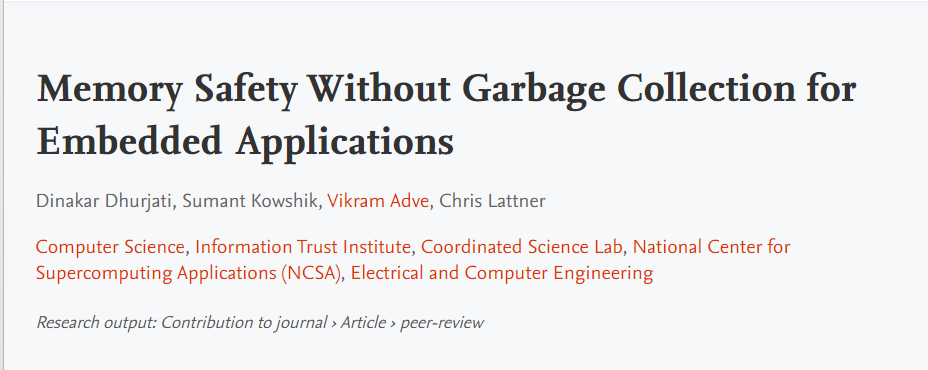 Memory Safety Without Garbage Collection for
Embedded Applications
Dinakar Dhurjati, Sumant Kowshik, Vikram Adve, Chris Lattner
Computer Science, Information Trust Institute, Coordinated Science Lab, National Center for
Supercomputing Applications (NCSA), Electrical and Computer Engineering
Research output: Contribution to journal › Article › peer-review